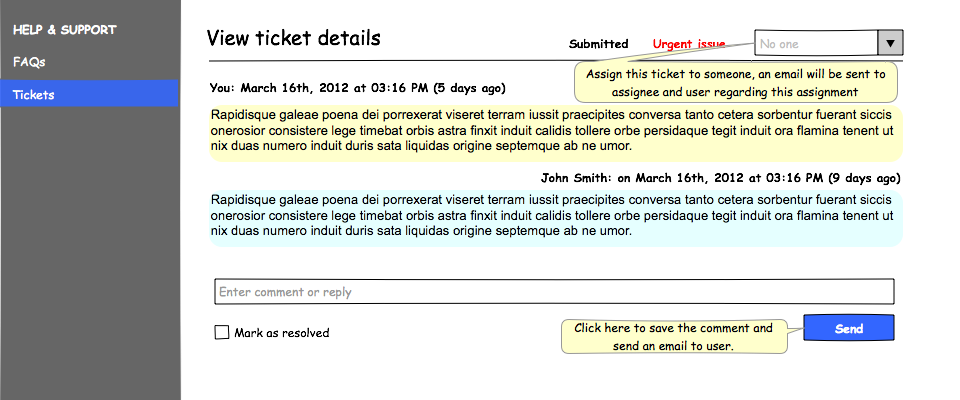 HELP & SUPPORT
FAQs
Tickets
View ticket details
Submitted
Urgent issue
No one
Assign this ticket to someone, an email will be sent to
assignee and user regarding this assignment
You: March 16th, 2012 at 03:16 PM (5 days ago)
Rapidisque galeae poena dei porrexerat viseret terram iussit praecipites conversa tanto cetera sorbentur fuerant siccis
onerosior consistere lege timebat orbis astra finxit induit calidis tollere orbe persidaque tegit induit ora flamina tenent ut
nix duas numero induit duris sata liquidas origine septemque ab ne umor.
John Smith: on March 16th, 2012 at 03:16 PM (9 days ago)
Rapidisque galeae poena dei porrexerat viseret terram iussit praecipites conversa tanto cetera sorbentur fuerant siccis
onerosior consistere lege timebat orbis astra finxit induit calidis tollere orbe persidaque tegit induit ora flamina tenent ut
nix duas numero induit duris sata liquidas origine septemque ab ne umor.
Enter comment or reply
Mark as resolved
Click here to save the comment and
send an email to user.
Send